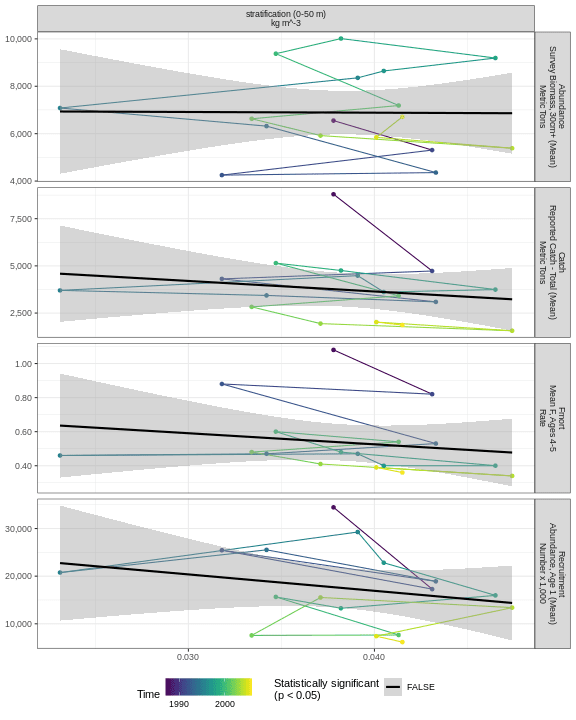 stratification (0-50 m)
kg m^-3
10,000
8,000
6,000
4,000
Abundance
Survey Biomass, 30cm+ (Mean)
Metric Tons
7,500
5,000
2,500
Catch
Reported Catch - Total (Mean)
Metric Tons
1.00
0.80
0.60
0.40
Fmort
Mean F, Ages 4-5
Rate
30,000
20,000
10,000
Recruitment
Abundance, Age 1 (Mean)
Number x 1,000
0.030
0.040
Time
1990
2000
Statistically significant
(p < 0.05)
FALSE